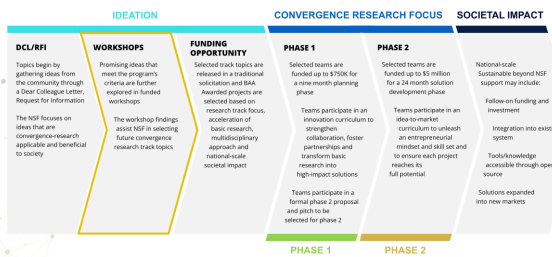 IDEATION
CONVERGENCE RESEARCH FOCUS
SOCIETAL IMPACT
DCL/RFI
Topics begin by
gathering ideas from
the community through
a Dear Colleague Letter,
Request for Information
The NSF focuses on
ideas that are
convergence-research
applicable and beneficial
to society
WORKSHOPS
Promising ideas that
meet the program's
criteria are further
explored in funded
workshops
The workshop findings
assist NSF in selecting
future convergence
research track topics
FUNDING
OPPORTUNITY
Selected track topics are
released in a traditional
solicitation and BAA
Awarded projects are
selected based on
research track focus,
acceleration of
basic research,
multidisciplinary
approach and
national-scale
societal impact
PHASE 1
Selected teams are
funded up to $750K for
a nine month planning
phase
Teams participate in an
innovation curriculum to
strengthen
collaboration, foster
partnerships and
transform basic
research into
high-impact solutions
Teams participate in a
formal phase 2 proposal
and pitch to be
selected for phase 2
PHASE 2
Selected teams are
funded up to $5 million
for a 24 month solution
development phase
Teams participate in an
idea-to-market
curriculum to unleash
an entrepreneurial
mindset and skill set and
to ensure each project
reaches its
full potential
National-scale
Sustainable beyond NSF
support may include:
Follow-on funding and
investment
Integration into exist
system
Tools/knowledge
accessible through open
source
Solutions expanded
into new markets
PHASE 1
PHASE 2